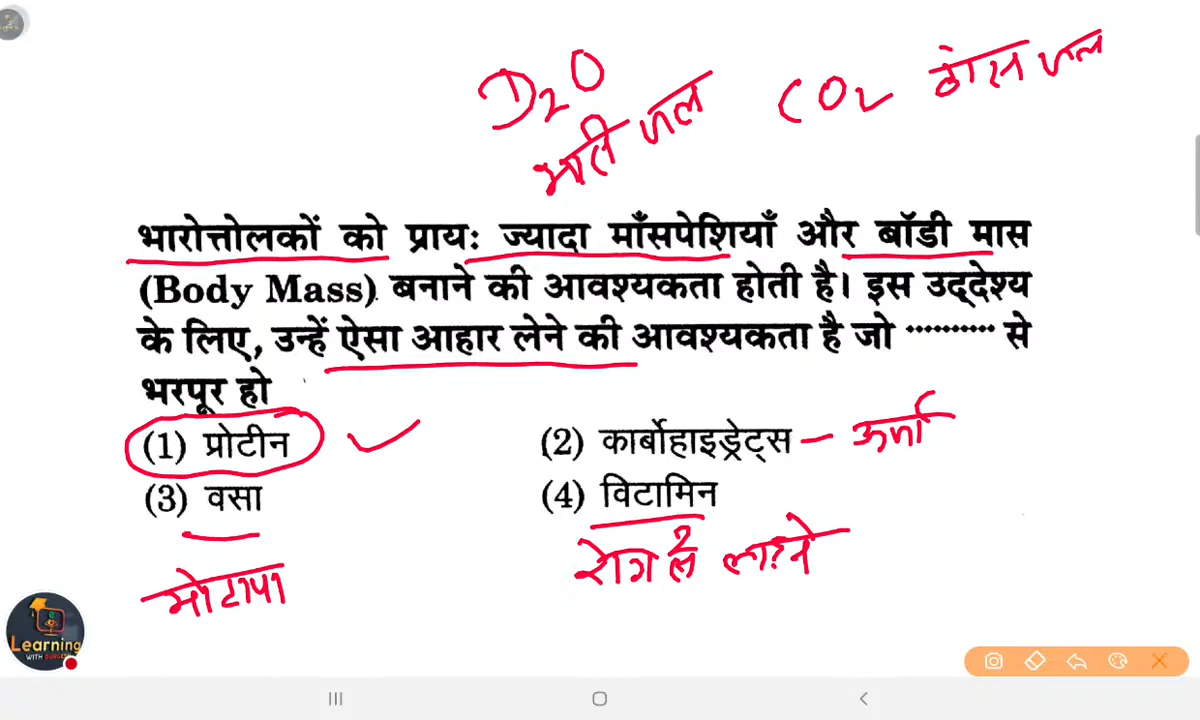 D₂O
भारी जल
CO₂ ठोस जल
भारोत्तोलकों को प्रायः ज्यादा माँसपेशियाँ और बॉडी मास
(Body Mass) बनाने की आवश्यकता होती है। इस उद्देश्य
के लिए, उन्हें ऐसा आहार लेने की आवश्यकता है जो ·········· से
भरपूर हो
(1) प्रोटीन
(2) कार्बोहाइड्रेट्स – ऊर्जा
(3) वसा
(4) विटामिन
मोटापा
रोग से लड़ने
Learning